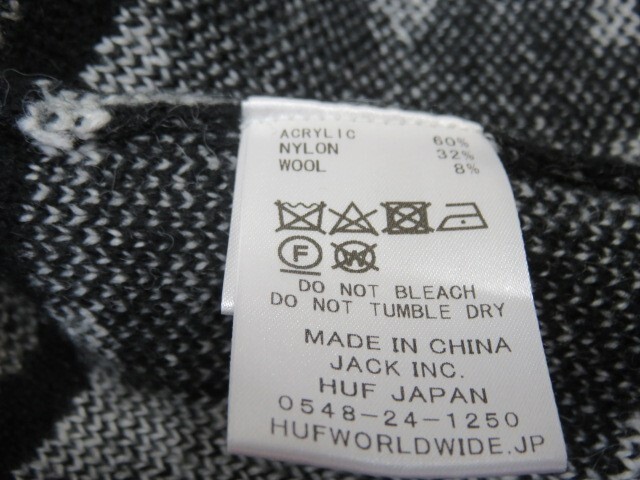 ACRYLIC 60%
NYLON 32%
WOOL 8%
F W
DO NOT BLEACH
DO NOT TUMBLE DRY
MADE IN CHINA
JACK INC.
HUF JAPAN
0548-24-1250
HUFWORLDWIDE.JP